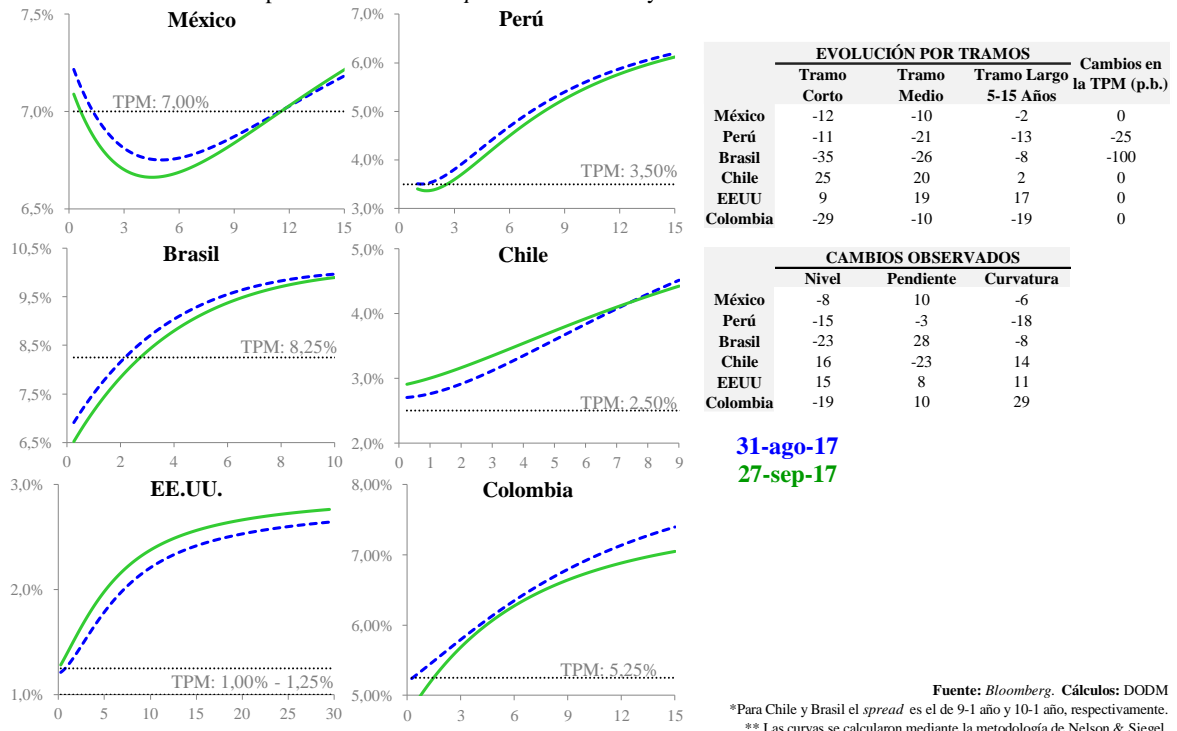 México
7,5%
7,0%
6,5%
TPM: 7,00%
0 3 6 9 12 15
Perú
7,0%
6,0%
5,0%
4,0%
3,0%
TPM: 3,50%
0 3 6 9 12 15
EVOLUCIÓN POR TRAMOS
Cambios en la TPM (p.b.)
Tramo Corto Tramo Medio Tramo Largo 5-15 Años
México -12 -10 -2 0
Perú -11 -21 -13 -25
Brasil -35 -26 -8 -100
Chile 25 20 2 0
EEUU 9 19 17 0
Colombia -29 -10 -19 0
Brasil
10,5%
9,5%
8,5%
7,5%
6,5%
TPM: 8,25%
0 2 4 6 8 10
Chile
5,0%
4,0%
3,0%
2,0%
TPM: 2,50%
0 1 2 3 4 5 6 7 8 9
CAMBIOS OBSERVADOS
Nivel Pendiente Curvatura
México -8 10 -6
Perú -15 -3 -18
Brasil -23 28 -8
Chile 16 -23 14
EEUU 15 8 11
Colombia -19 10 29
31-ago-17
27-sep-17
EE.UU.
3,0%
2,0%
1,0%
TPM: 1,00% - 1,25%
0 5 10 15 20 25 30
Colombia
8,00%
7,00%
6,00%
5,00%
TPM: 5,25%
0 3 6 9 12 15
Fuente: Bloomberg. Cálculos: DODM
*Para Chile y Brasil el spread es el de 9-1 año y 10-1 año, respectivamente.
** Las curvas se calcularon mediante la metodología de Nelson & Siegel.